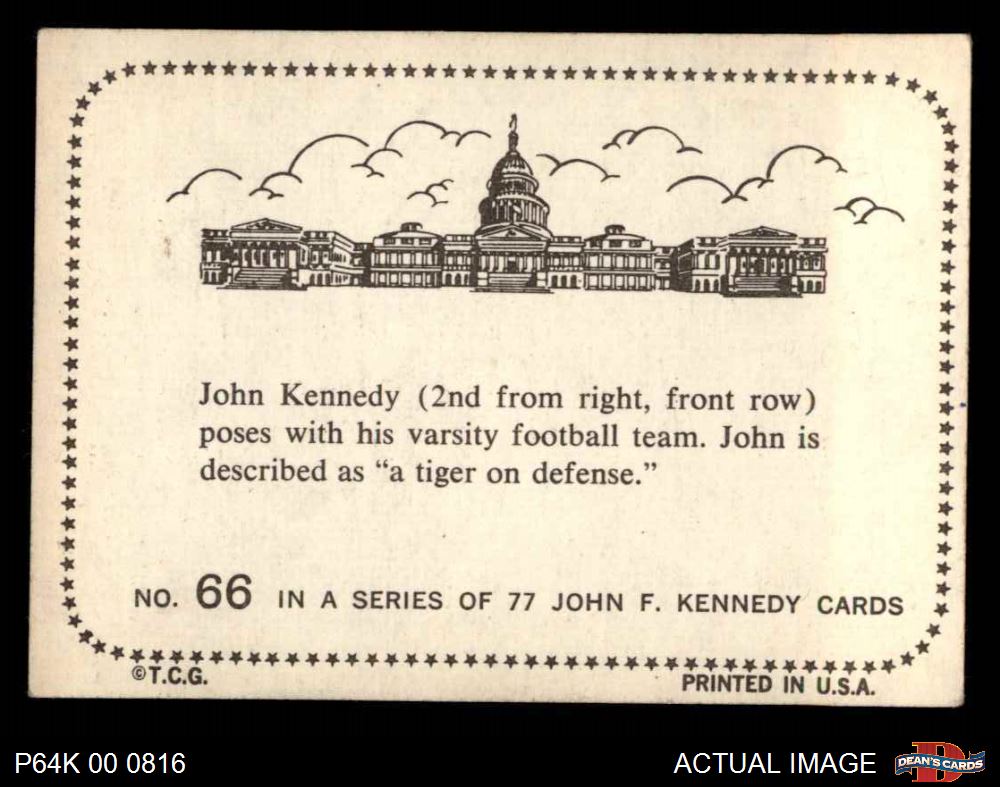 John Kennedy (2nd from right, front row)
poses with his varsity football team. John is
described as “a tiger on defense.”
NO. 66 IN A SERIES OF 77 JOHN F. KENNEDY CARDS
©T.C.G.
PRINTED IN U.S.A.
P64K 00 0816
ACTUAL IMAGE
D
DEAN'S CARDS